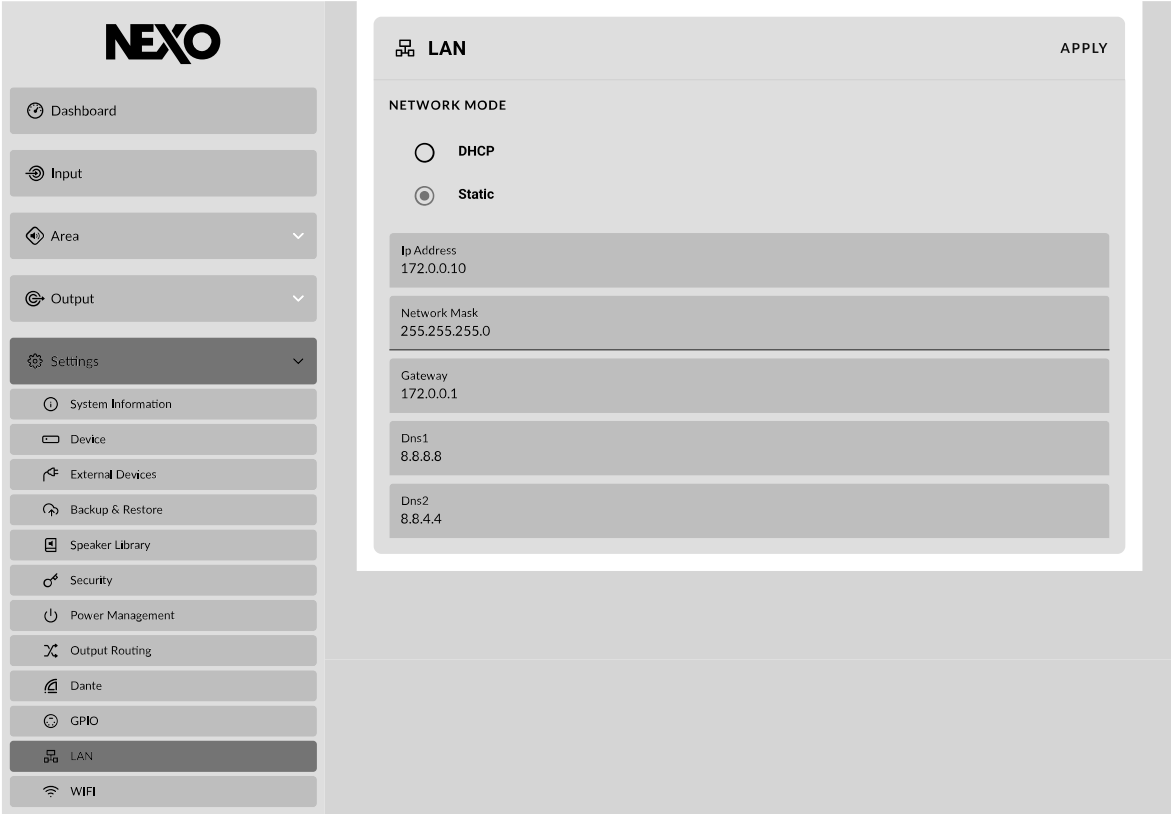 NEXO
Dashboard
Input
Area
Output
Settings
System Information
Device
External Devices
Backup & Restore
Speaker Library
Security
Power Management
Output Routing
Dante
GPIO
LAN
WIFI
LAN
APPLY
NETWORK MODE
DHCP
Static
Ip Address
172.0.0.10
Network Mask
255.255.255.0
Gateway
172.0.0.1
Dns1
8.8.8.8
Dns2
8.8.4.4